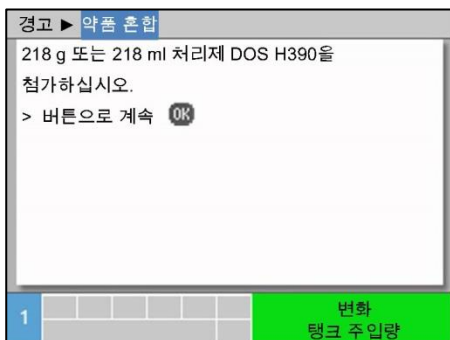 경고 ▶ 약품 혼합
218 g 또는 218 ml 처리제 DOS H390을
첨가하십시오.
> 버튼으로 계속 OK
1
변화
탱크 주입량